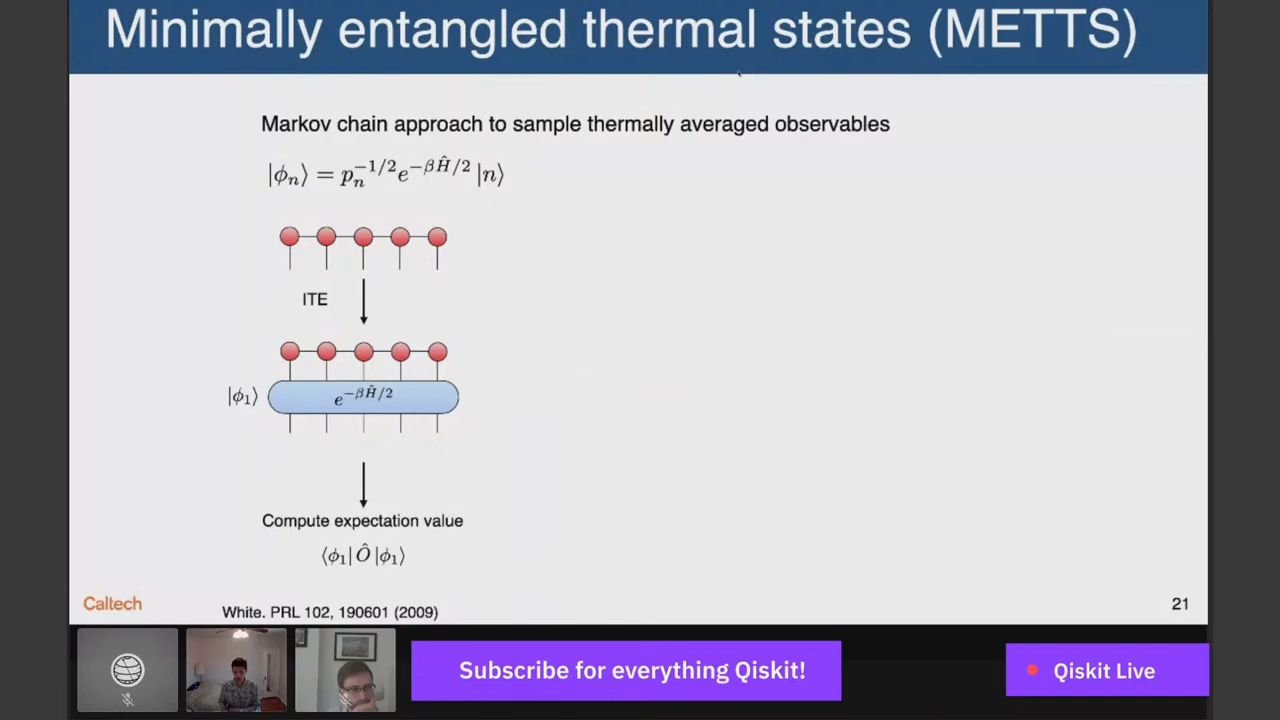 Minimally entangled thermal states (METTS)
Markov chain approach to sample thermally averaged observables
|ϕₙ⟩ = pₙ^{-1/2} e^{-βĤ/2} |n⟩
ITE
|ϕ₁⟩ e^{-βĤ/2}
Compute expectation value
⟨ϕ₁| Ô |ϕ₁⟩
Caltech
White. PRL 102, 190601 (2009)
21
Subscribe for everything Qiskit!
Qiskit Live